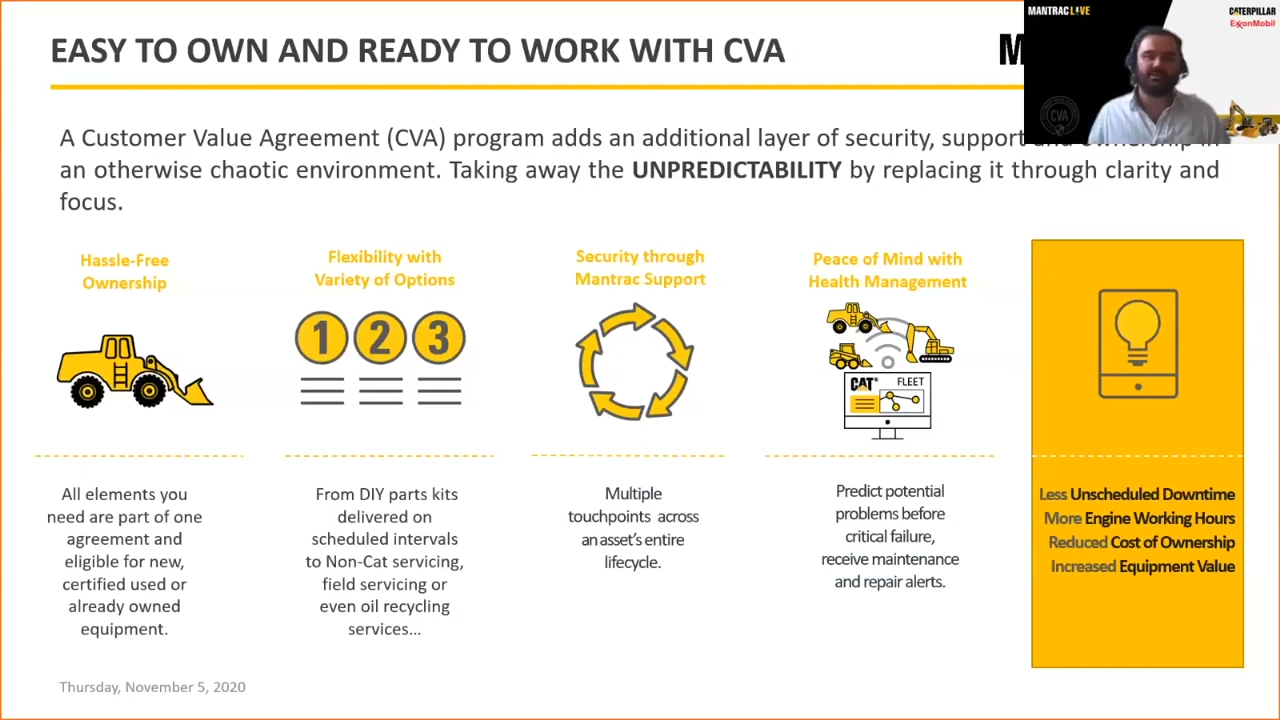 MANTRAC LIVE
CATERPILLAR
ExxonMobil
CVA
EASY TO OWN AND READY TO WORK WITH CVA
M
A Customer Value Agreement (CVA) program adds an additional layer of security, support and ownership in
an otherwise chaotic environment. Taking away the UNPREDICTABILITY by replacing it through clarity and
focus.
Hassle-Free
Ownership
All elements you
need are part of one
agreement and
eligible for new,
certified used or
already owned
equipment.
Flexibility with
Variety of Options
1 2 3
From DIY parts kits
delivered on
scheduled intervals
to Non-Cat servicing,
field servicing or
even oil recycling
services...
Security through
Mantrac Support
Multiple
touchpoints across
an asset's entire
lifecycle.
Peace of Mind with
Health Management
CAT® FLEET
Predict potential
problems before
critical failure,
receive maintenance
and repair alerts.
Less Unscheduled Downtime
More Engine Working Hours
Reduced Cost of Ownership
Increased Equipment Value
Thursday, November 5, 2020